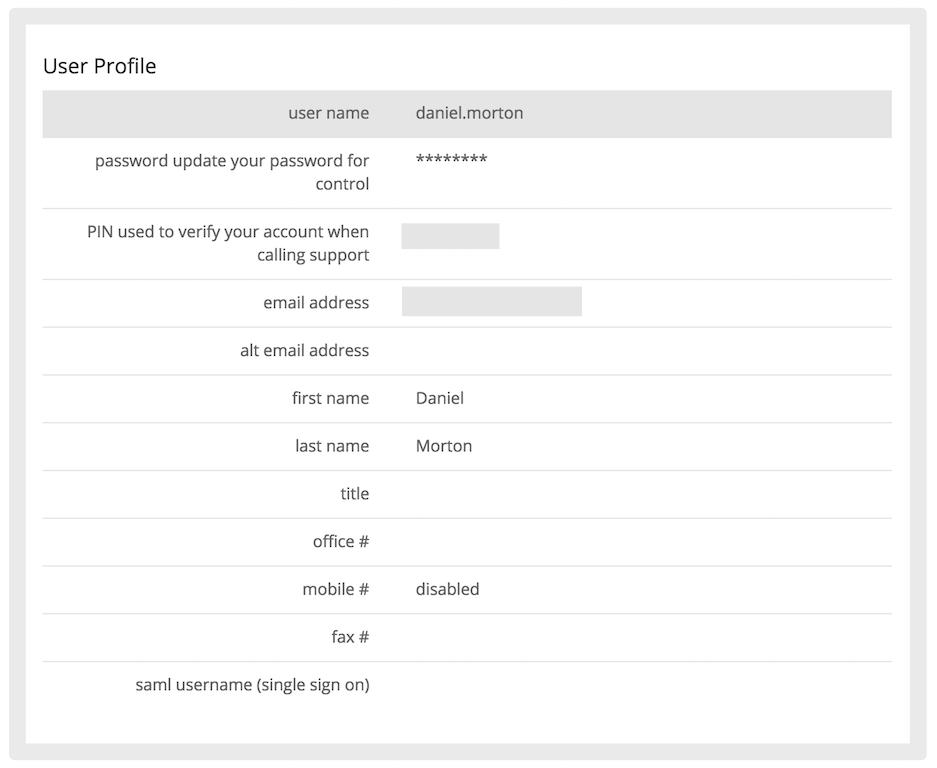 User Profile
user name daniel.morton
password update your password for ********
control
PIN used to verify your account when
calling support
email address
alt email address
first name Daniel
last name Morton
title
office #
mobile # disabled
fax #
saml username (single sign on)